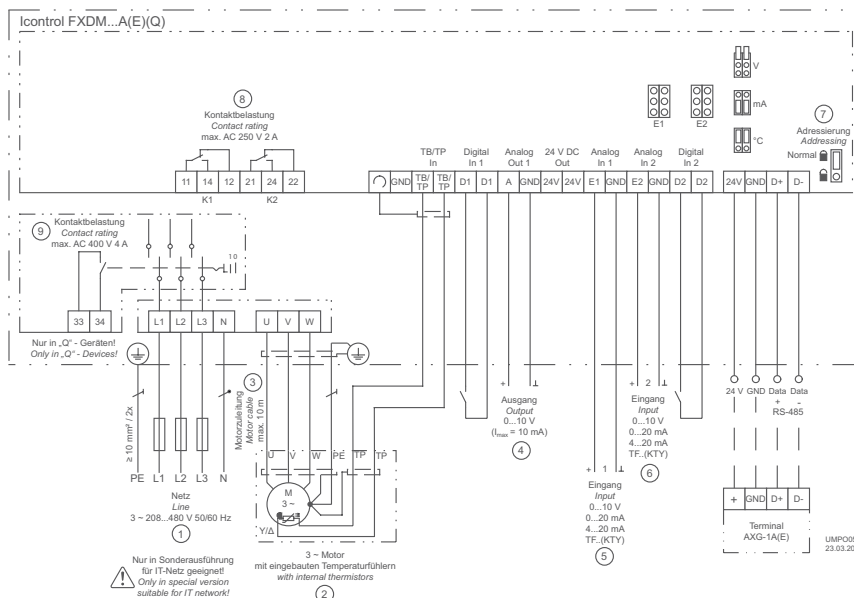 Icontrol FXDM...A(E)(Q)
V
mA
°C
E1
E2
7
Adressierung
Addressing
Normal
8
Kontaktbelastung
Contact rating
max. AC 250 V 2 A
11 14 12 21 24 22
K1 K2
TB/TP In
Digital In 1
Analog Out 1
24 V DC Out
Analog In 1
Analog In 2
Digital In 2
GND TB/TP TB/TP D1 D1 A GND 24V 24V E1 GND E2 GND D2 D2
24V GND D+ D-
9
Kontaktbelastung
Contact rating
max. AC 400 V 4 A
1 0
33 34
L1 L2 L3 N
U V W
Nur in „Q“ - Geräten!
Only in „Q“ - Devices!
≥ 10 mm² / 2x
PE L1 L2 L3 N
Netz
Line
3 ~ 208...480 V 50/60 Hz
1
3
Motorzuleitung
Motor cable
max. 10 m
U V W PE TP TP
M
3 ~
Y/Δ
3 ~ Motor
mit eingebauten Temperaturfühlern
with internal thermistors
2
Nur in Sonderausführung
für IT-Netz geeignet!
Only in special version
suitable for IT network!
+ ⊥
Ausgang
Output
0...10 V
(Imax = 10 mA)
4
+ 1 ⊥
Eingang
Input
0...10 V
0...20 mA
4...20 mA
TF..(KTY)
5
+ 2 ⊥
Eingang
Input
0...10 V
0...20 mA
4...20 mA
TF..(KTY)
6
24 V GND Data Data
+ -
RS-485
+ GND D+ D-
Terminal
AXG-1A(E)
23.03.20